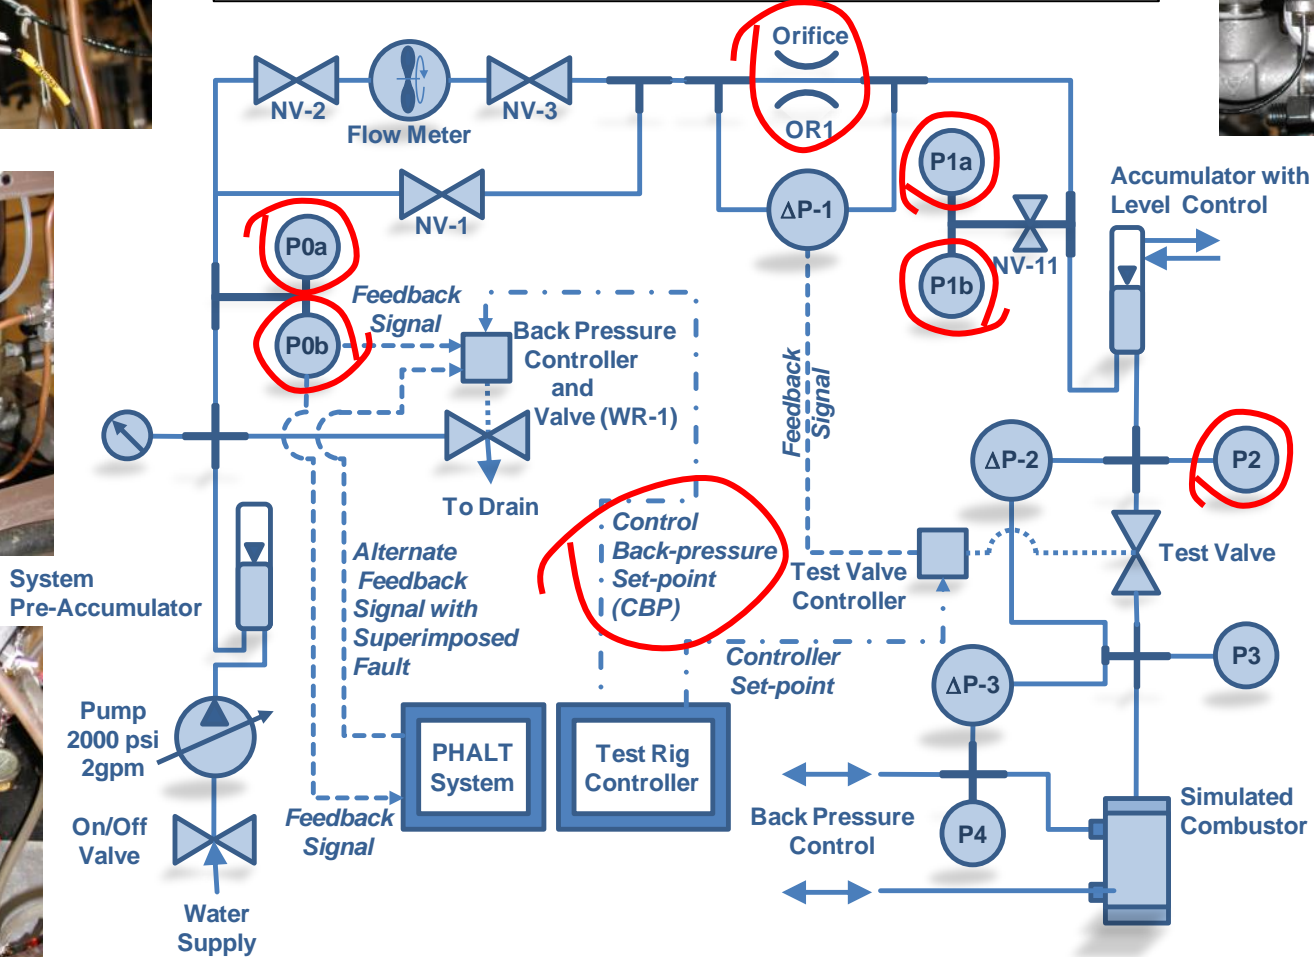 Orifice
OR1
NV-2
Flow Meter
NV-3
P1a
ΔP-1
Accumulator with
Level Control
NV-1
P0a
P1b
NV-11
Feedback
Signal
P0b
Back Pressure
Controller
and
Valve (WR-1)
Feedback
Signal
ΔP-2
P2
To Drain
Control
Back-pressure
Set-point
(CBP)
Alternate
Feedback
Signal with
Superimposed
Fault
Test Valve
System
Pre-Accumulator
Test Valve
Controller
Controller
Set-point
P3
ΔP-3
Pump
2000 psi
2gpm
PHALT
System
Test Rig
Controller
Simulated
Combustor
Back Pressure
Control
P4
On/Off
Valve
Feedback
Signal
Water
Supply